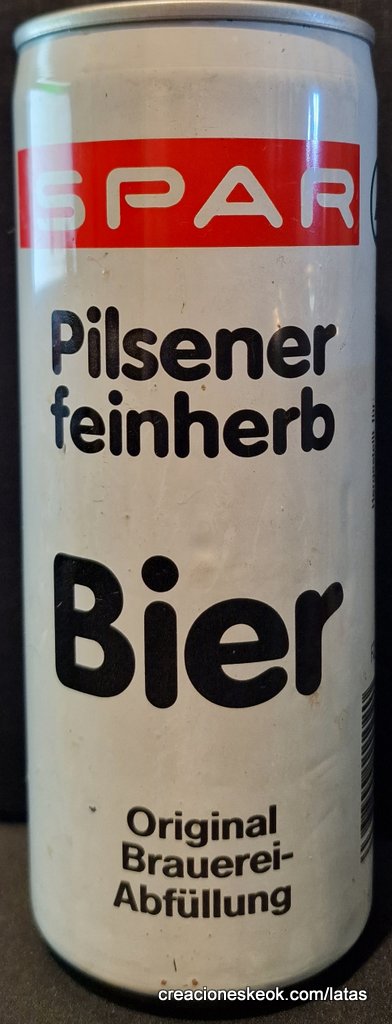 SPAR
Pilsener
feinherb
Bier
Original
Brauerei-
Abfüllung
creacioneskeok.com/latas